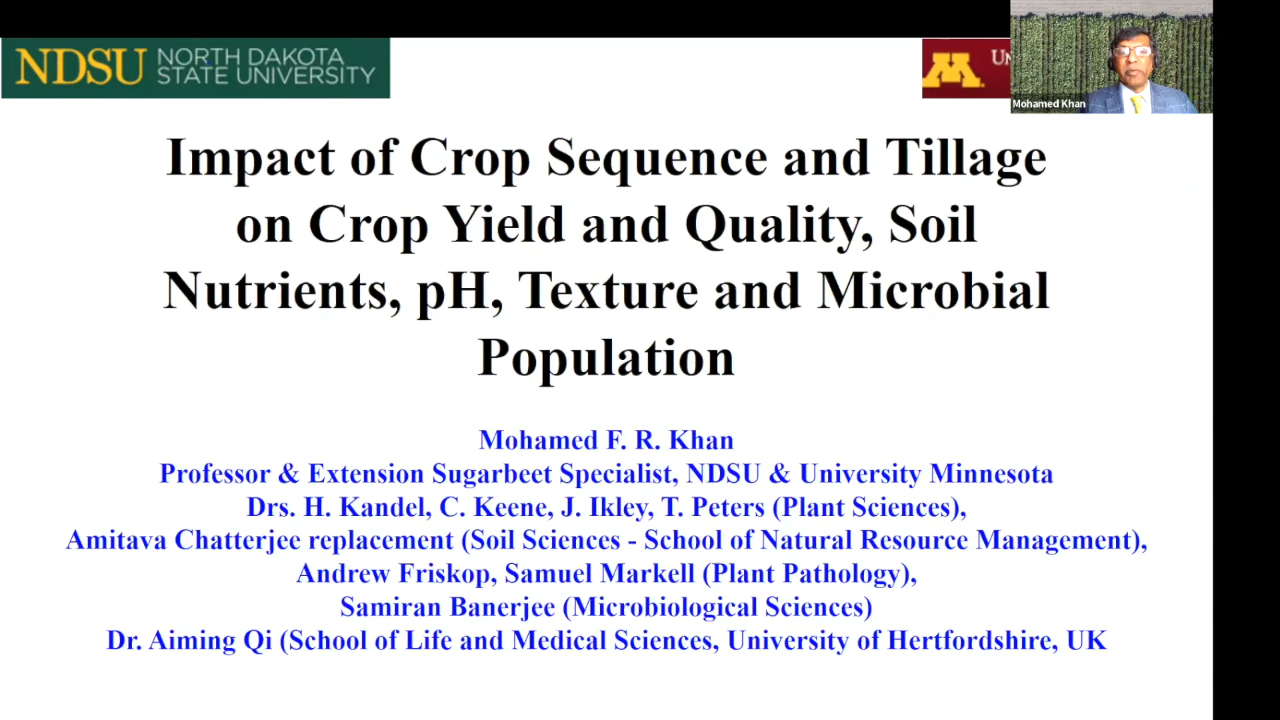 NDSU NORTH DAKOTA
STATE UNIVERSITY
M
Mohamed Khan
Impact of Crop Sequence and Tillage
on Crop Yield and Quality, Soil
Nutrients, pH, Texture and Microbial
Population
Mohamed F. R. Khan
Professor & Extension Sugarbeet Specialist, NDSU & University Minnesota
Drs. H. Kandel, C. Keene, J. Ikley, T. Peters (Plant Sciences),
Amitava Chatterjee replacement (Soil Sciences - School of Natural Resource Management),
Andrew Friskop, Samuel Markell (Plant Pathology),
Samiran Banerjee (Microbiological Sciences)
Dr. Aiming Qi (School of Life and Medical Sciences, University of Hertfordshire, UK